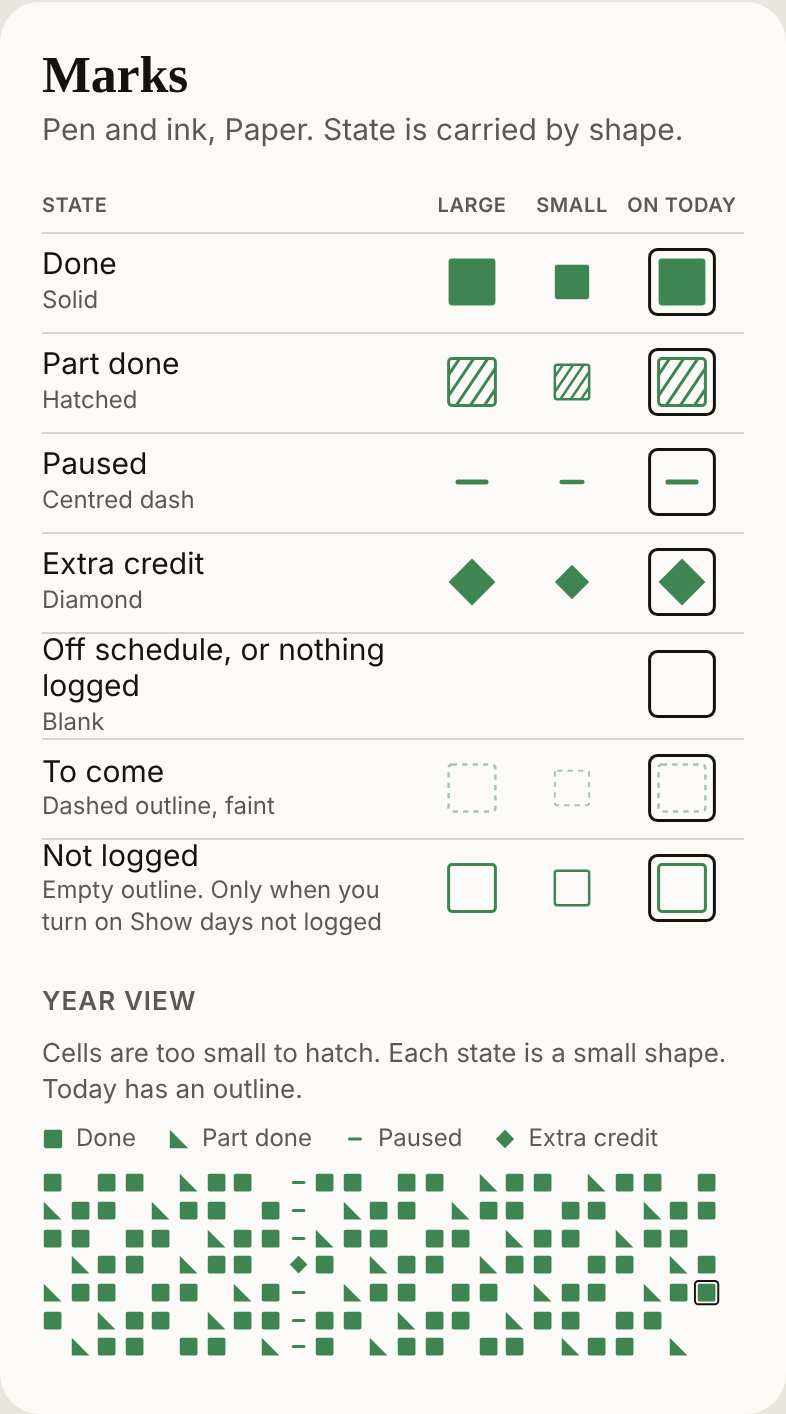 Marks
Pen and ink, Paper. State is carried by shape.
STATE LARGE SMALL ON TODAY
Done
Solid
Part done
Hatched
Paused
Centred dash
Extra credit
Diamond
Off schedule, or nothing
logged
Blank
To come
Dashed outline, faint
Not logged
Empty outline. Only when you
turn on Show days not logged
YEAR VIEW
Cells are too small to hatch. Each state is a small shape.
Today has an outline.
Done Part done Paused Extra credit